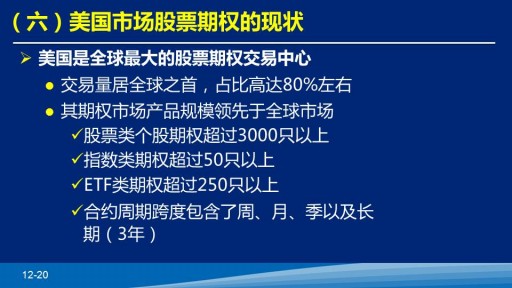 （六）美国市场股票期权的现状
➢ 美国是全球最大的股票期权交易中心
● 交易量居全球之首，占比高达80%左右
● 其期权市场产品规模领先于全球市场
✓股票类个股期权超过3000只以上
✓指数类期权超过50只以上
✓ETF类期权超过250只以上
✓合约周期跨度包含了周、月、季以及长
期（3年）
12-20